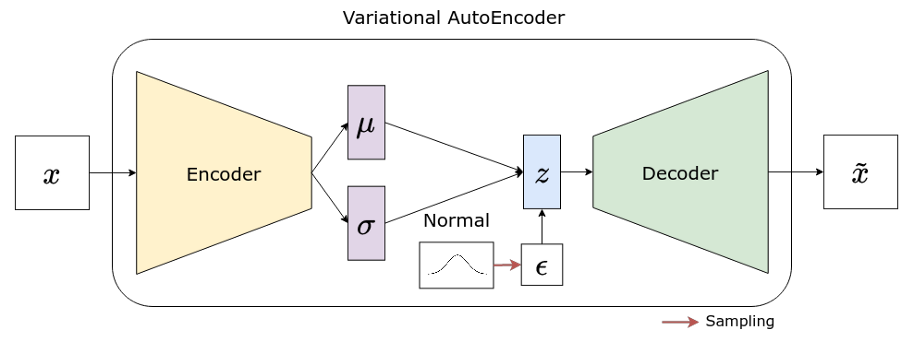 Variational AutoEncoder
x
Encoder
μ
σ
Normal
ϵ
z
Decoder
x̃
Sampling